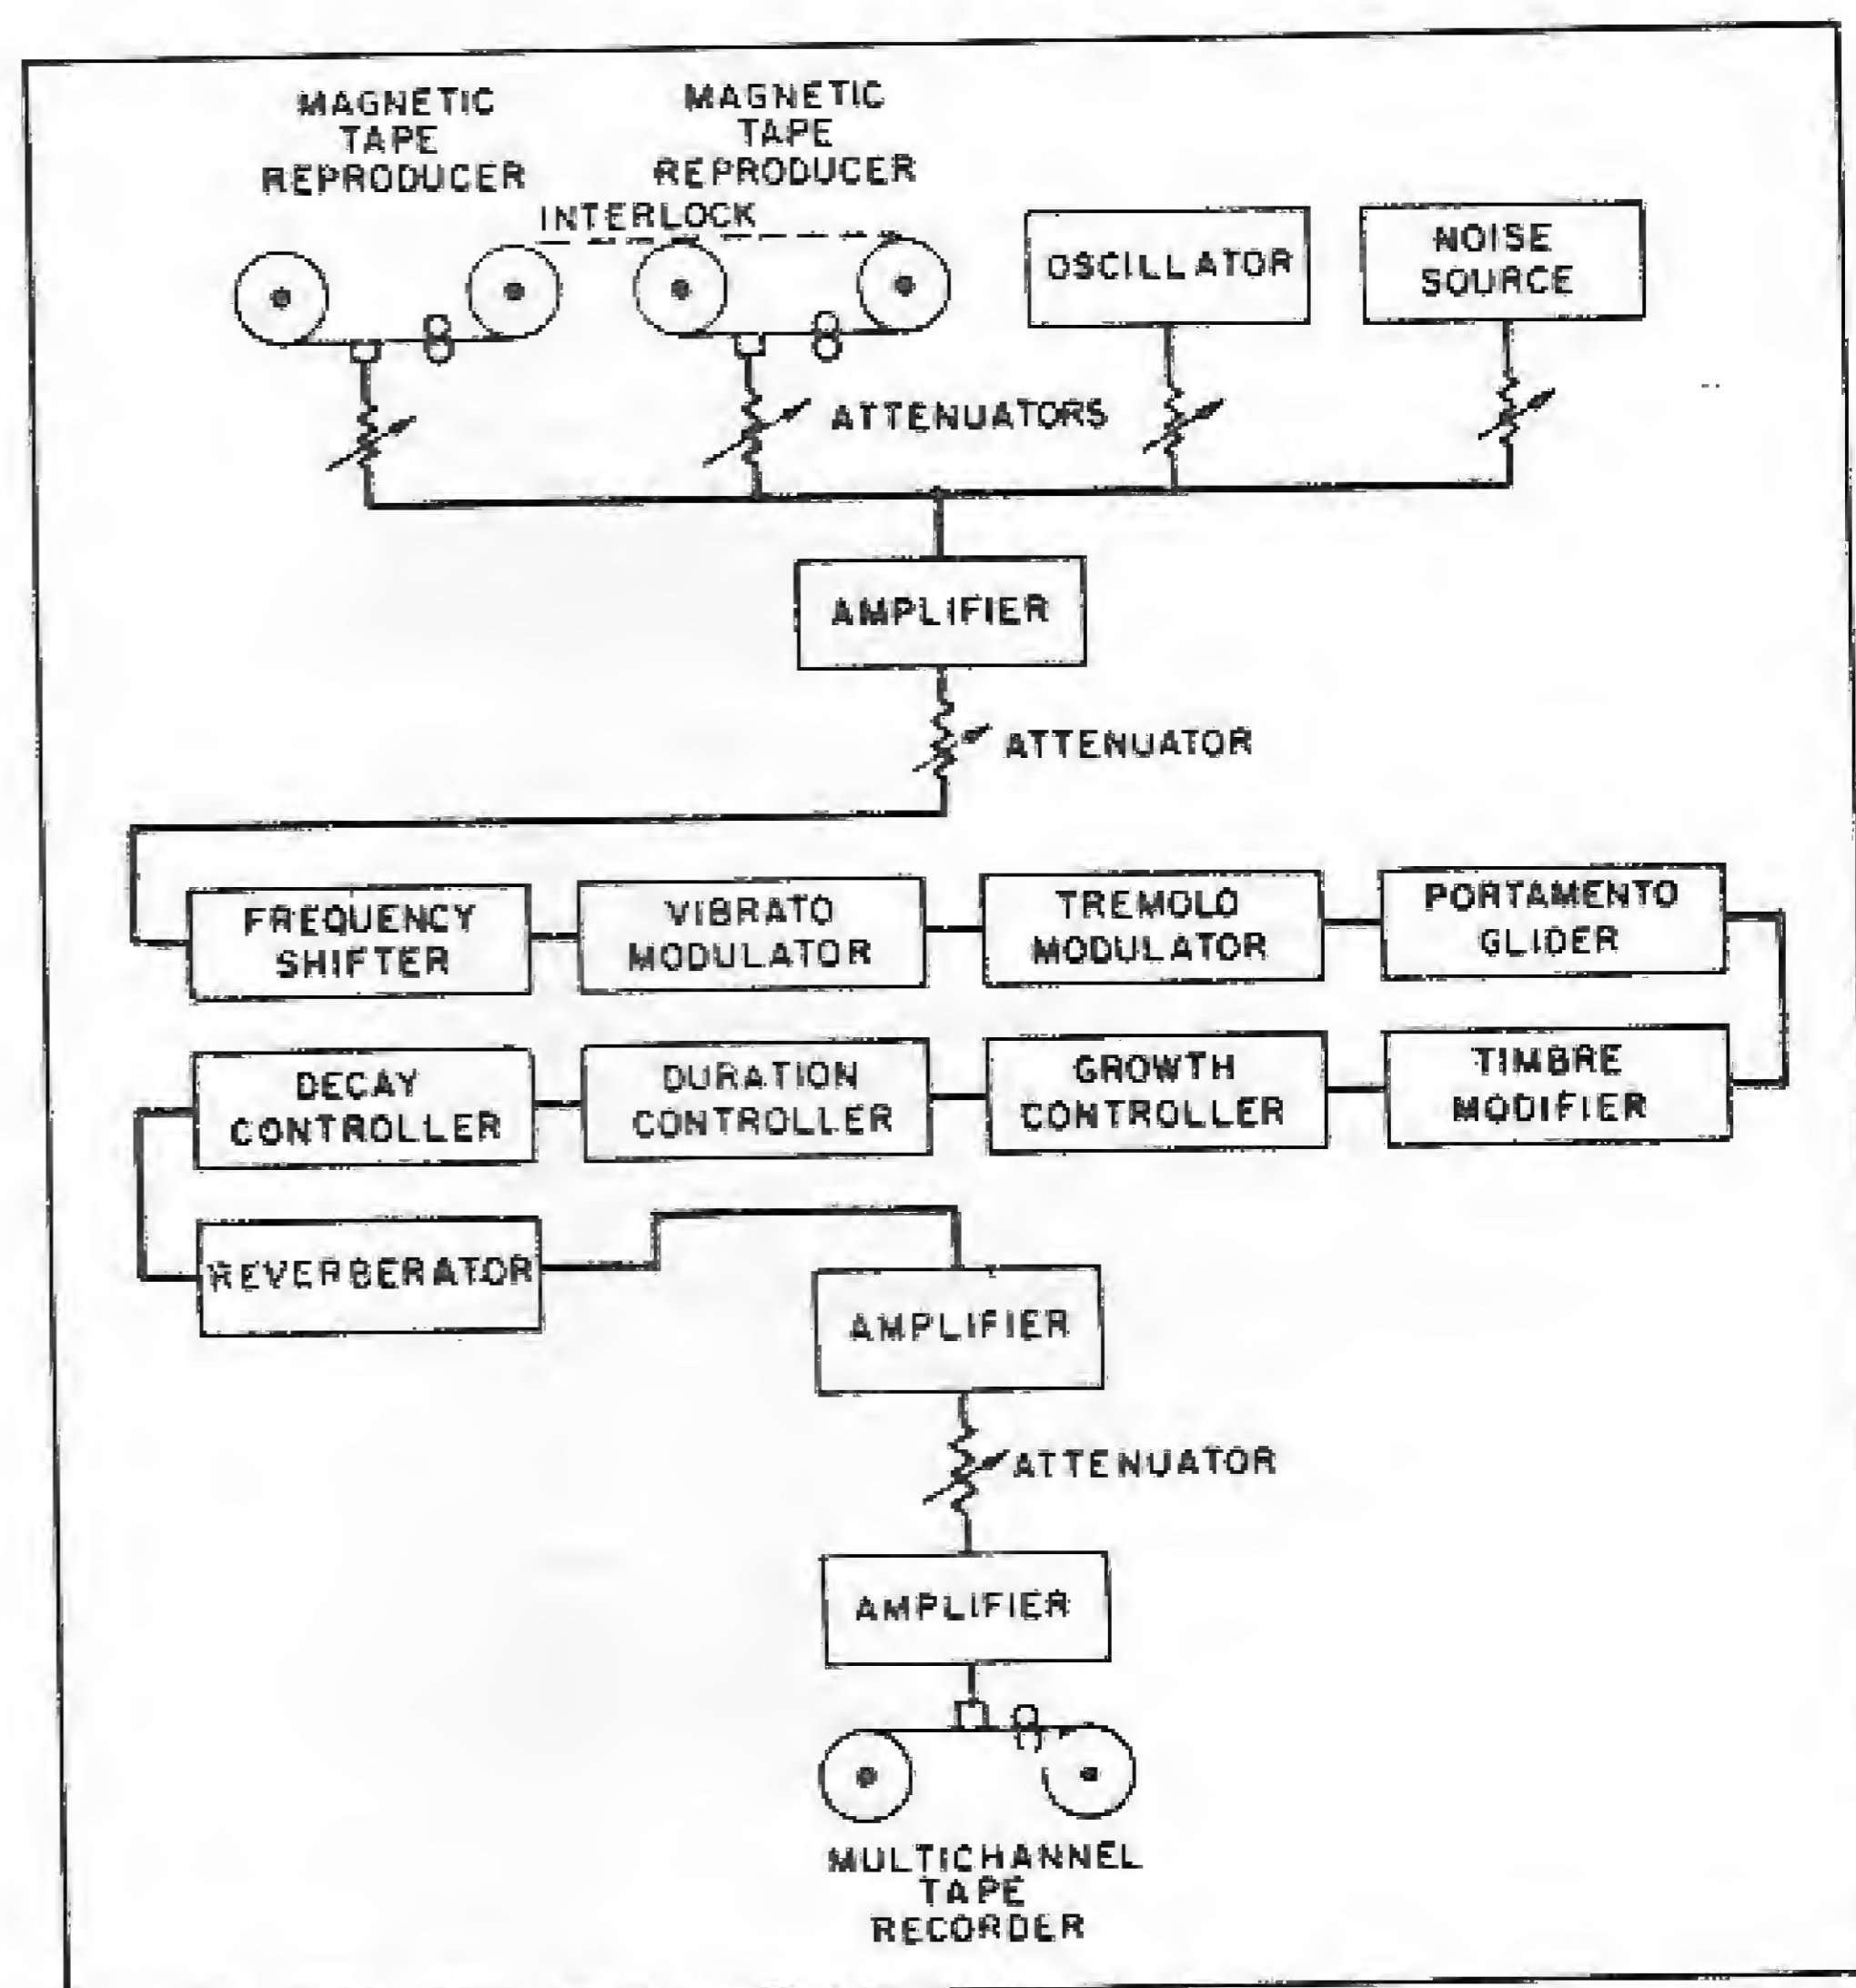 MAGNETIC
TAPE
REPRODUCER
MAGNETIC
TAPE
REPRODUCER
INTERLOCK
OSCILLATOR
NOISE
SOURCE
ATTENUATORS
AMPLIFIER
ATTENUATOR
FREQUENCY
SHIFTER
VIBRATO
MODULATOR
TREMOLO
MODULATOR
PORTAMENTO
GLIDER
DECAY
CONTROLLER
DURATION
CONTROLLER
GROWTH
CONTROLLER
TIMBRE
MODIFIER
REVERBERATOR
AMPLIFIER
ATTENUATOR
AMPLIFIER
MULTICHANNEL
TAPE
RECORDER